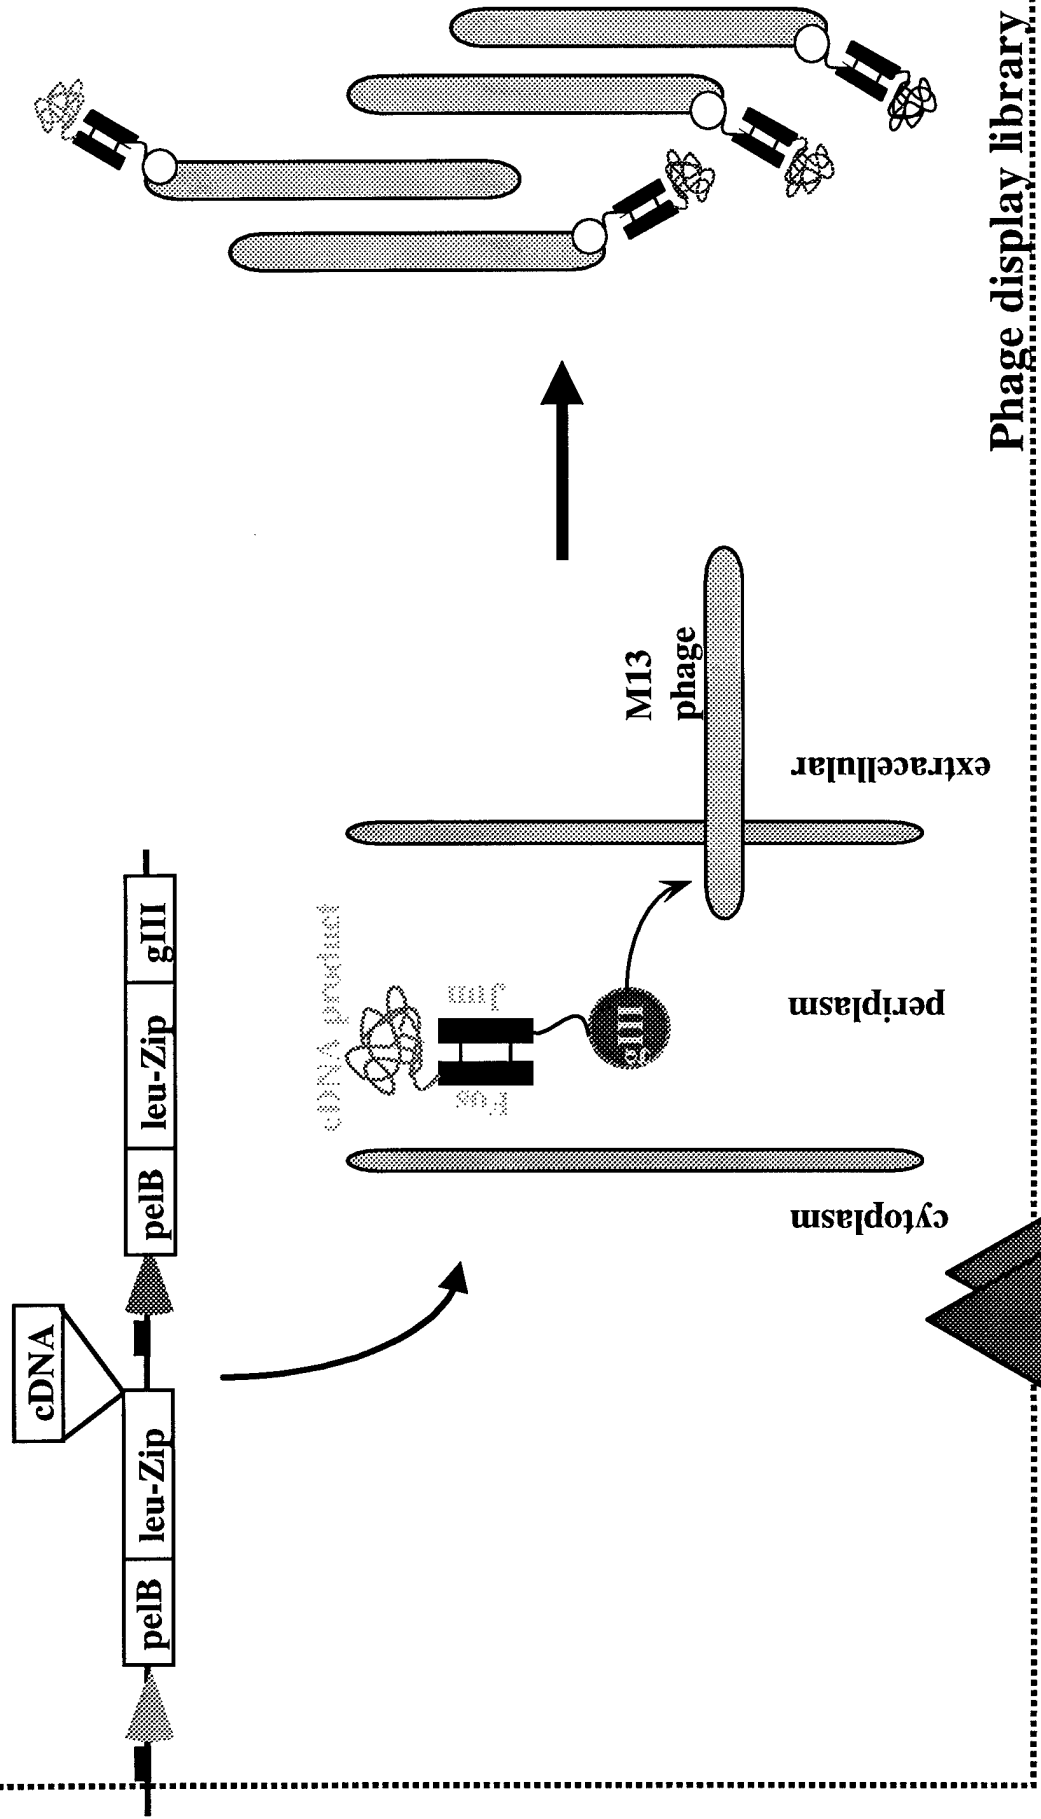 cDNA
pelB leu-Zip
pelB leu-Zip gIII
cDNA product
Fos
Jun
gIII
M13
phage
cytoplasm
periplasm
extracellular
Phage display library